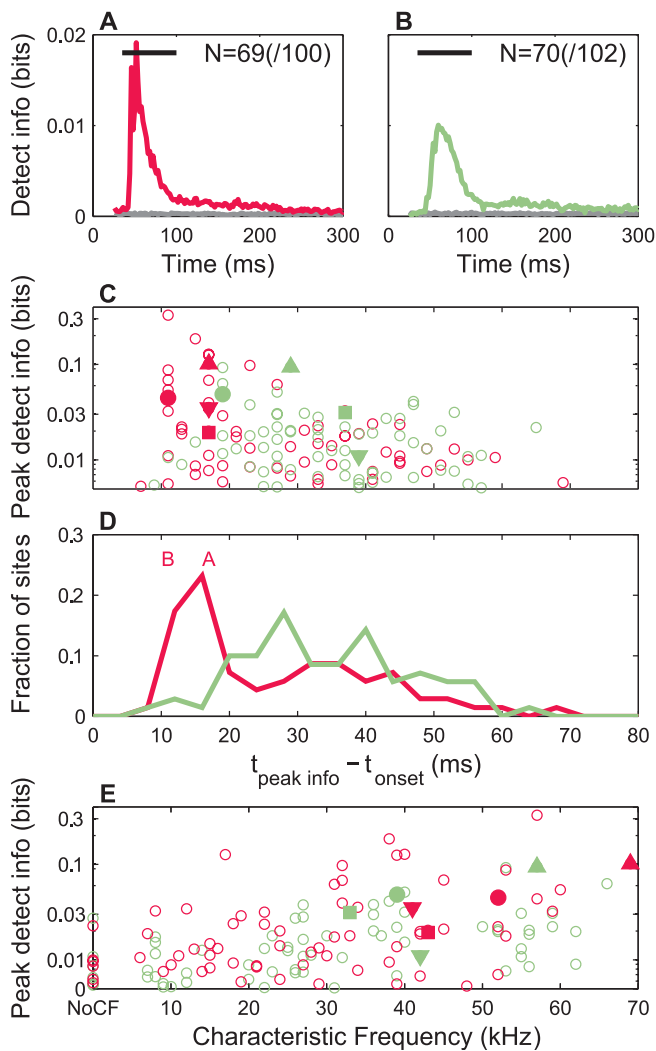 A
B
0.02
0.01
0
Detect info (bits)
N=69(/100)
N=70(/102)
0 100 200 300
0 100 200 300
Time (ms)
Time (ms)
C
0.3
0.1
0.03
0.01
Peak detect info (bits)
D
0.3
0.2
0.1
0
Fraction of sites
B A
0 10 20 30 40 50 60 70 80
t peak info – t onset (ms)
E
0.3
0.1
0.03
0.01
0
Peak detect info (bits)
NoCF 10 20 30 40 50 60 70
Characteristic Frequency (kHz)